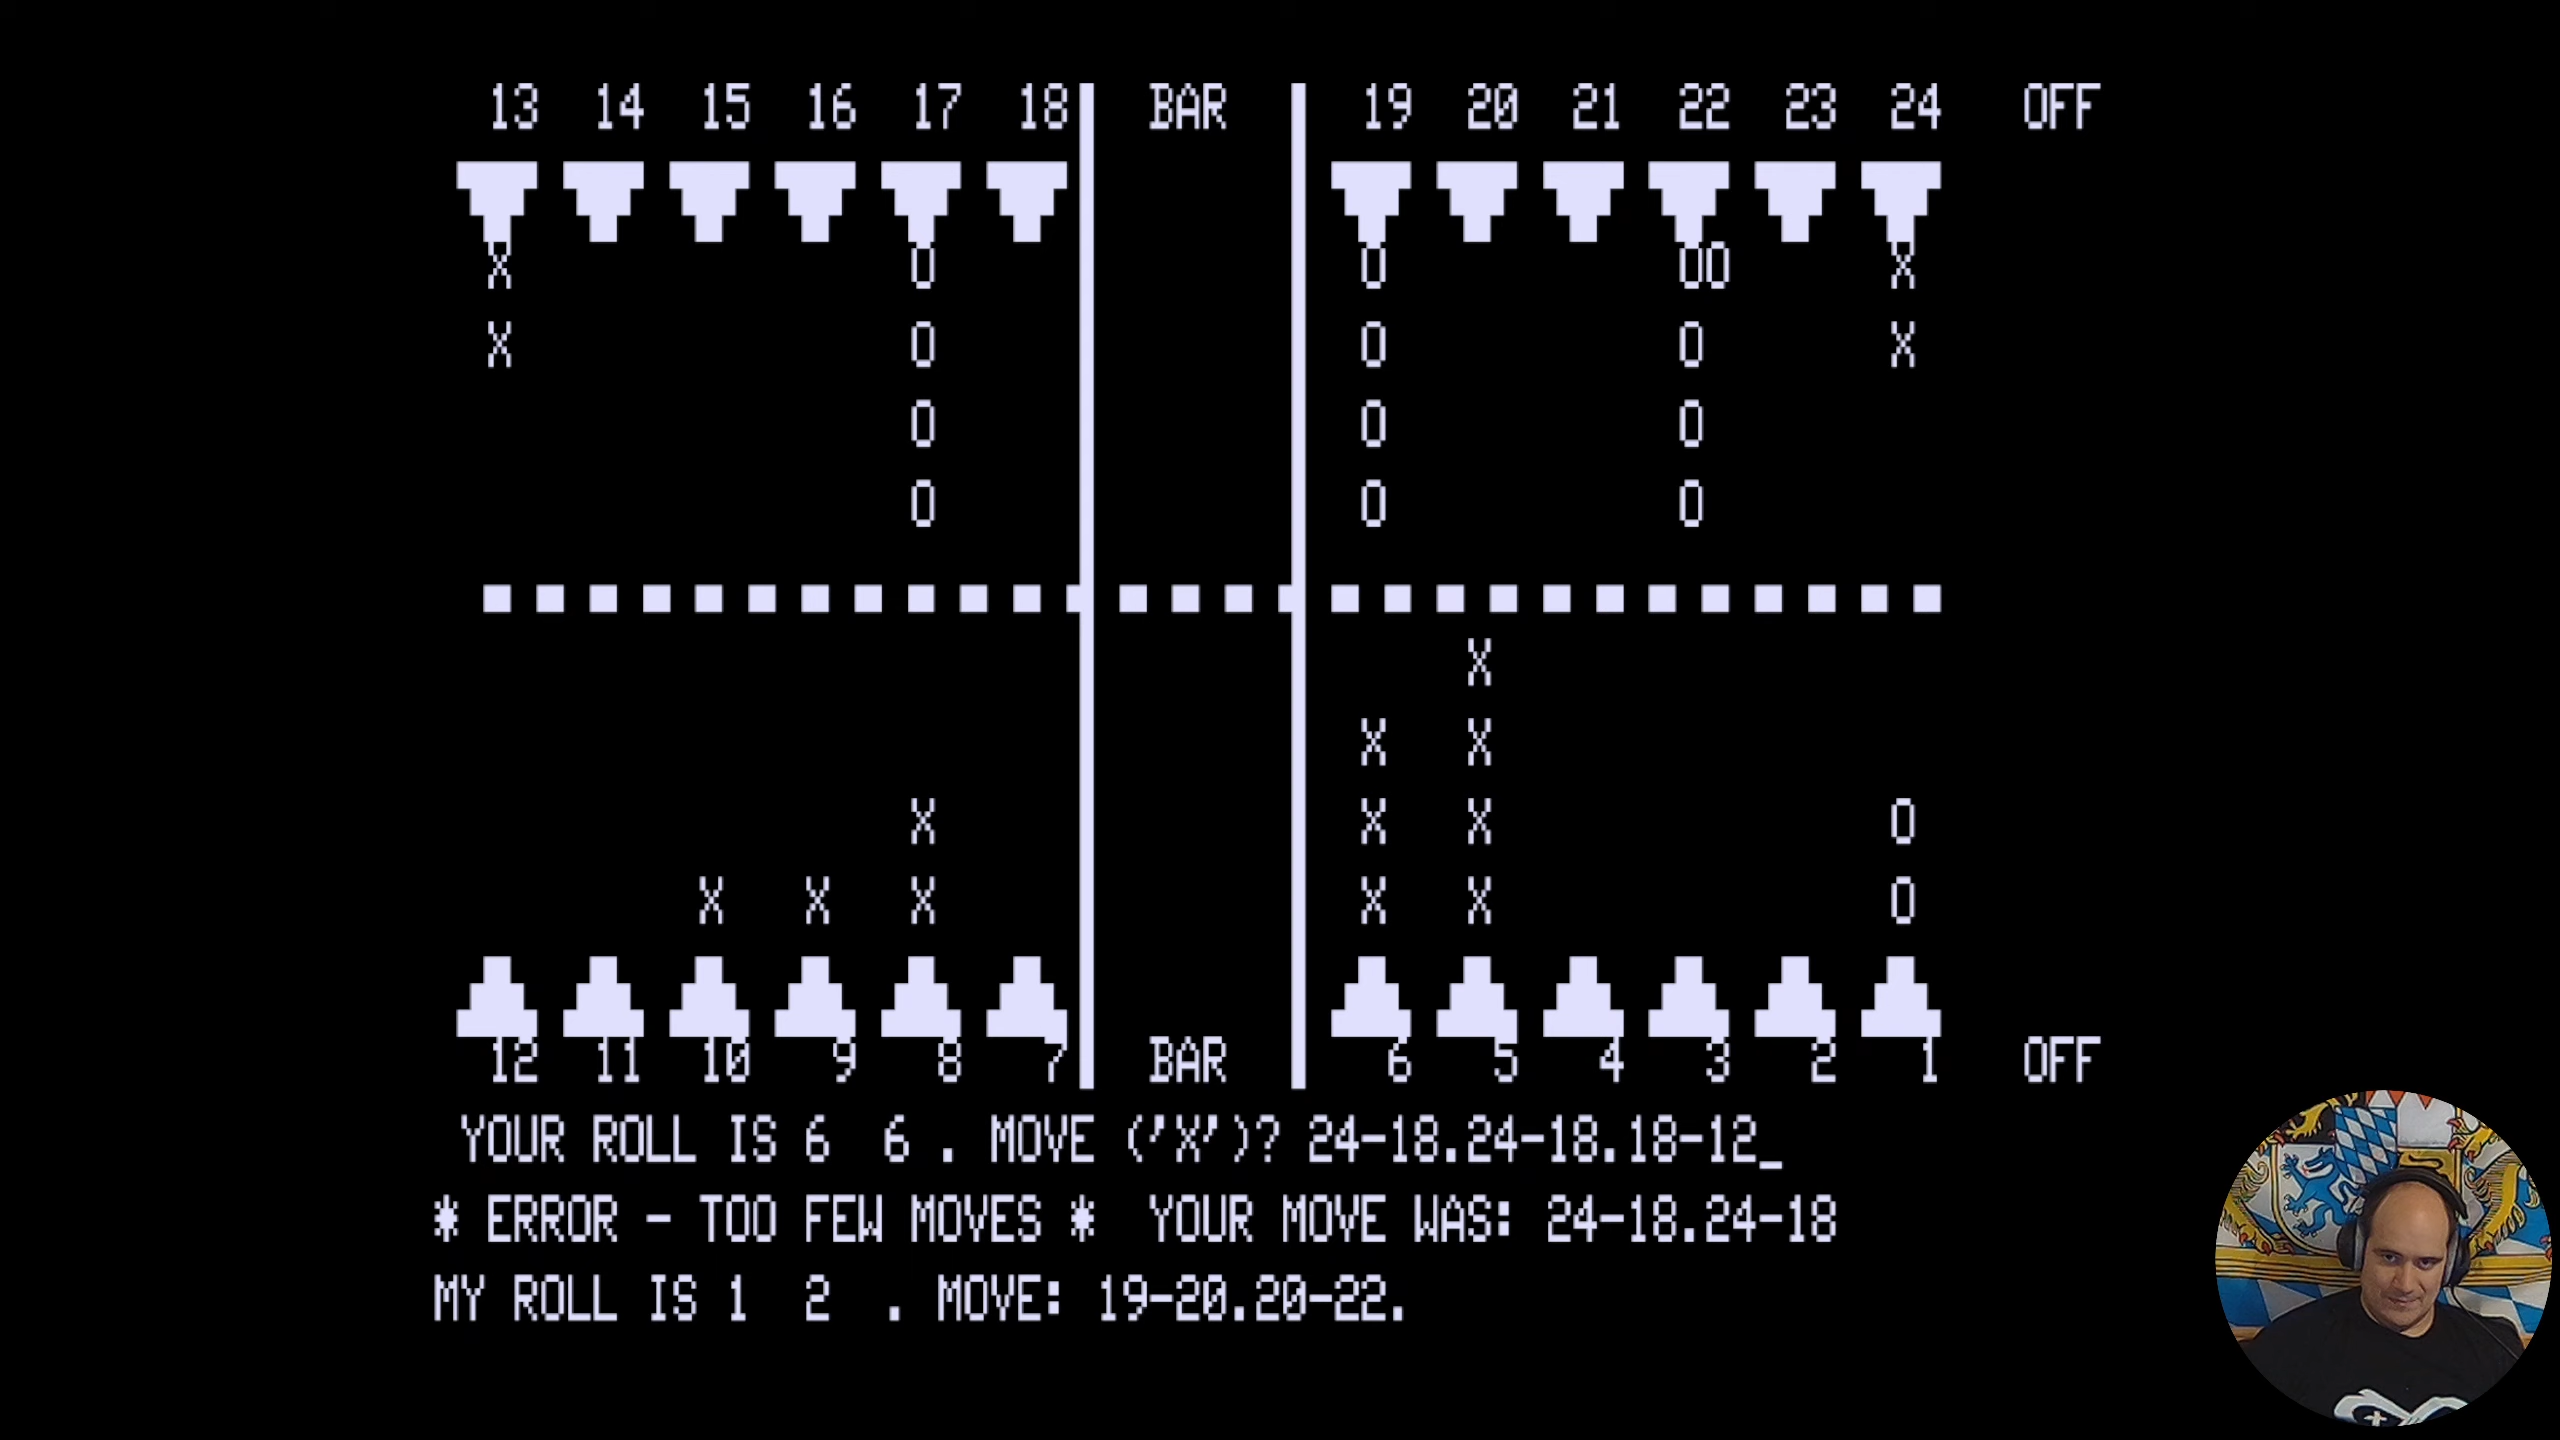 13 14 15 16 17 18 BAR 19 20 21 22 23 24 OFF
X O O OO X
X O O O X
O O O
O O O
X
X X
X X X O
X X X X X O
12 11 10 9 8 7 BAR 6 5 4 3 2 1 OFF
YOUR ROLL IS 6 6 . MOVE ('X')? 24-18.24-18.18-12_
* ERROR - TOO FEW MOVES * YOUR MOVE WAS: 24-18.24-18
MY ROLL IS 1 2 . MOVE: 19-20.20-22.